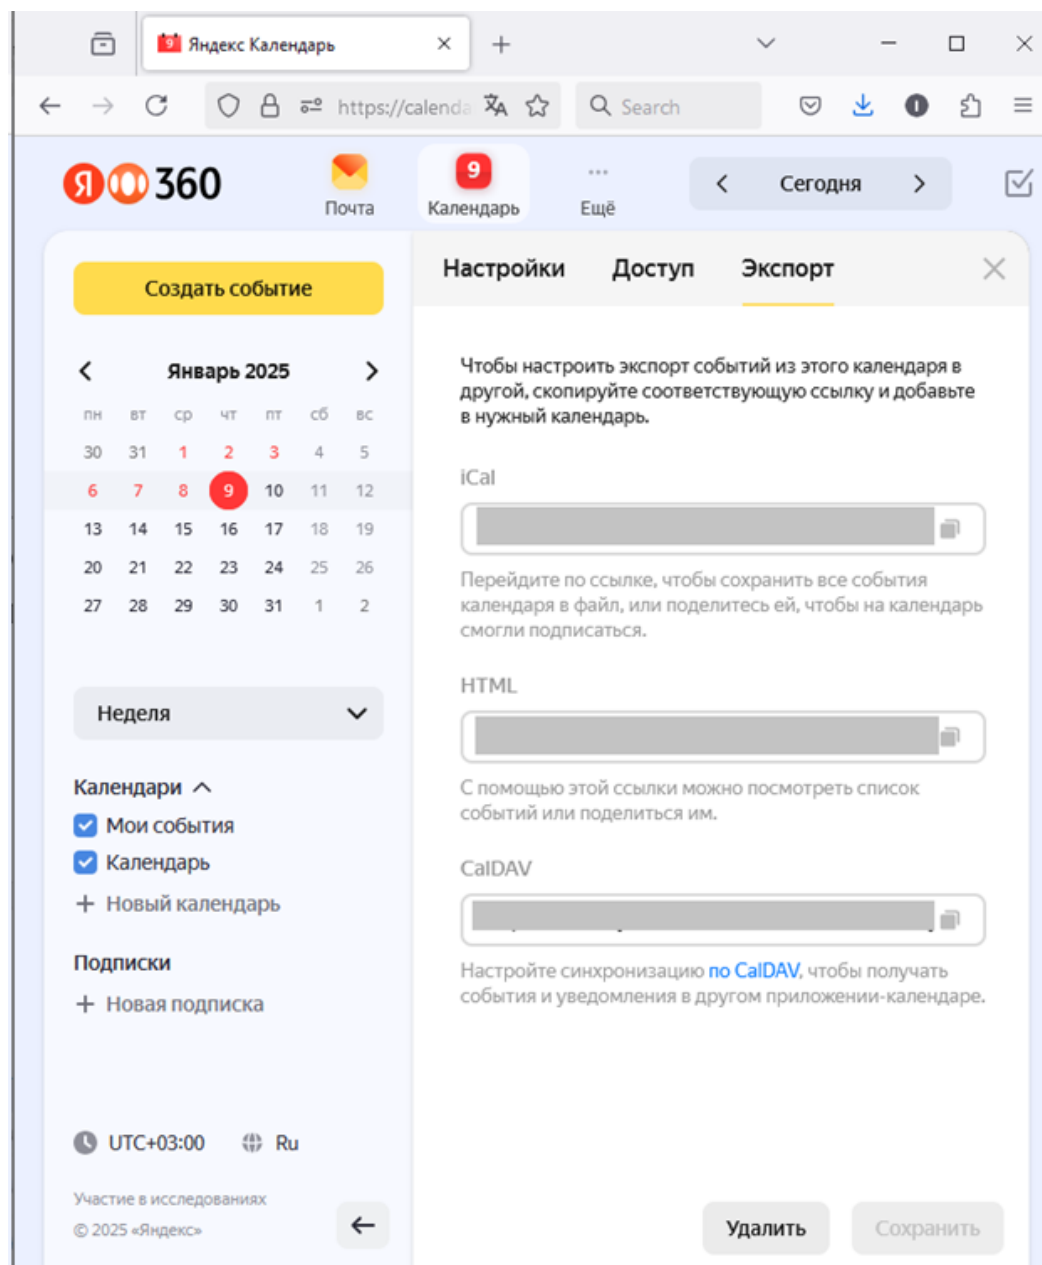 9 Яндекс Календарь
https://calenda
Search
Я 360
Почта
9
Календарь
Ещё
Сегодня
Создать событие
Январь 2025
пн вт ср чт пт сб вс
30 31 1 2 3 4 5
6 7 8 9 10 11 12
13 14 15 16 17 18 19
20 21 22 23 24 25 26
27 28 29 30 31 1 2
Неделя
Календари
Мои события
Календарь
+ Новый календарь
Подписки
+ Новая подписка
UTC+03:00 Ru
Участие в исследованиях
© 2025 «Яндекс»
Настройки Доступ Экспорт
Чтобы настроить экспорт событий из этого календаря в
другой, скопируйте соответствующую ссылку и добавьте
в нужный календарь.
iCal
Перейдите по ссылке, чтобы сохранить все события
календаря в файл, или поделитесь ей, чтобы на календарь
смогли подписаться.
HTML
С помощью этой ссылки можно посмотреть список
событий или поделиться им.
CalDAV
Настройте синхронизацию по CalDAV, чтобы получать
события и уведомления в другом приложении-календаре.
Удалить Сохранить